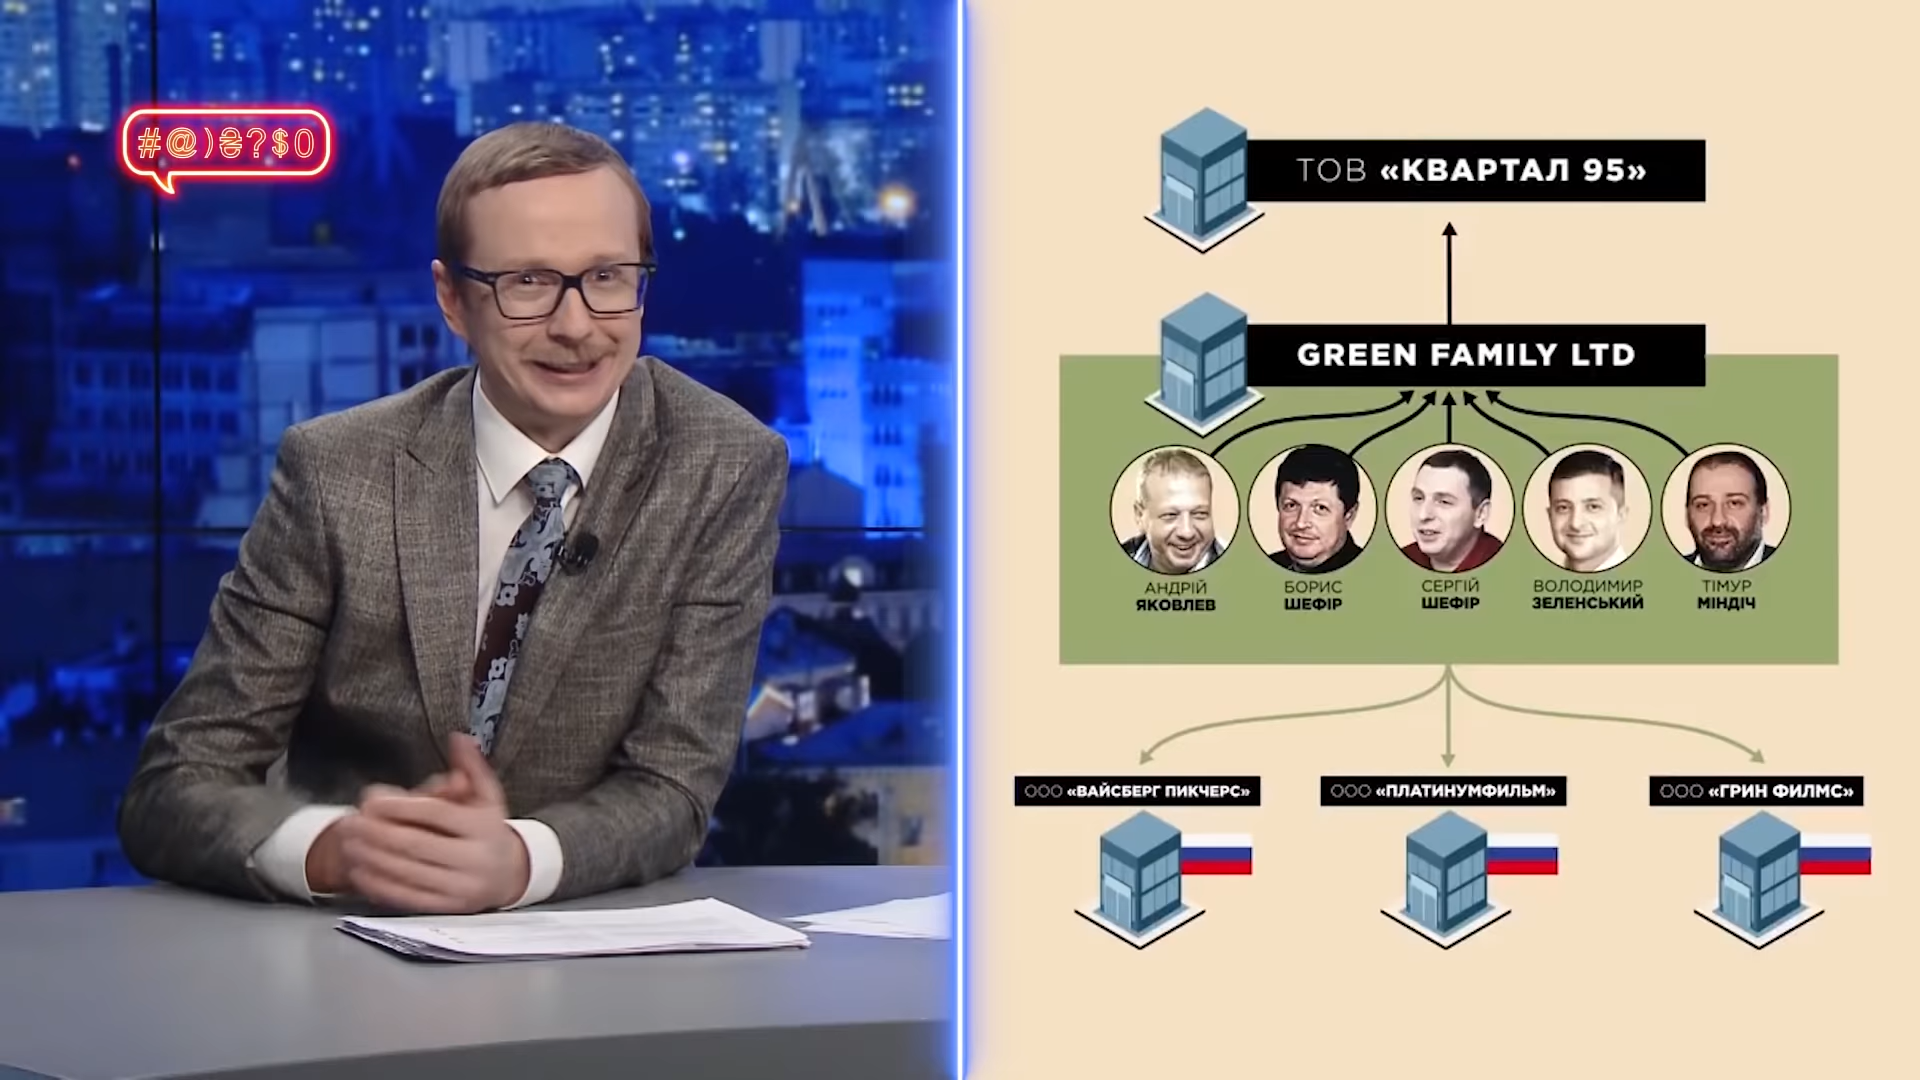 #@)₴?$0
ТОВ «КВАРТАЛ 95»
GREEN FAMILY LTD
АНДРІЙ
ЯКОВЛЕВ
БОРИС
ШЕФІР
СЕРГІЙ
ШЕФІР
ВОЛОДИМИР
ЗЕЛЕНСЬКИЙ
ТІМУР
МІНДІЧ
ООО «ВАЙСБЕРГ ПИКЧЕРС»
ООО «ПЛАТИНУМФИЛЬМ»
ООО «ГРИН ФИЛМС»